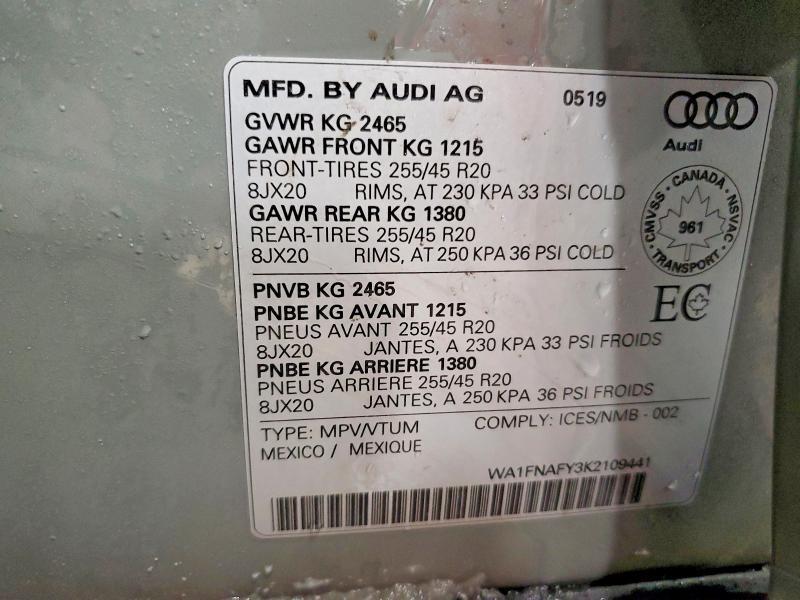 MFD. BY AUDI AG 0519
Audi
GVWR KG 2465
GAWR FRONT KG 1215
FRONT-TIRES 255/45 R20
8JX20 RIMS, AT 230 KPA 33 PSI COLD
GAWR REAR KG 1380
REAR-TIRES 255/45 R20
8JX20 RIMS, AT 250 KPA 36 PSI COLD
CANADA · NSVAC · TRANSPORT · CMVSS
961
EC
PNVB KG 2465
PNBE KG AVANT 1215
PNEUS AVANT 255/45 R20
8JX20 JANTES, A 230 KPA 33 PSI FROIDS
PNBE KG ARRIERE 1380
PNEUS ARRIERE 255/45 R20
8JX20 JANTES, A 250 KPA 36 PSI FROIDS
TYPE: MPV/VTUM COMPLY: ICES/NMB - 002
MEXICO / MEXIQUE
WA1FNAFY3K2109441